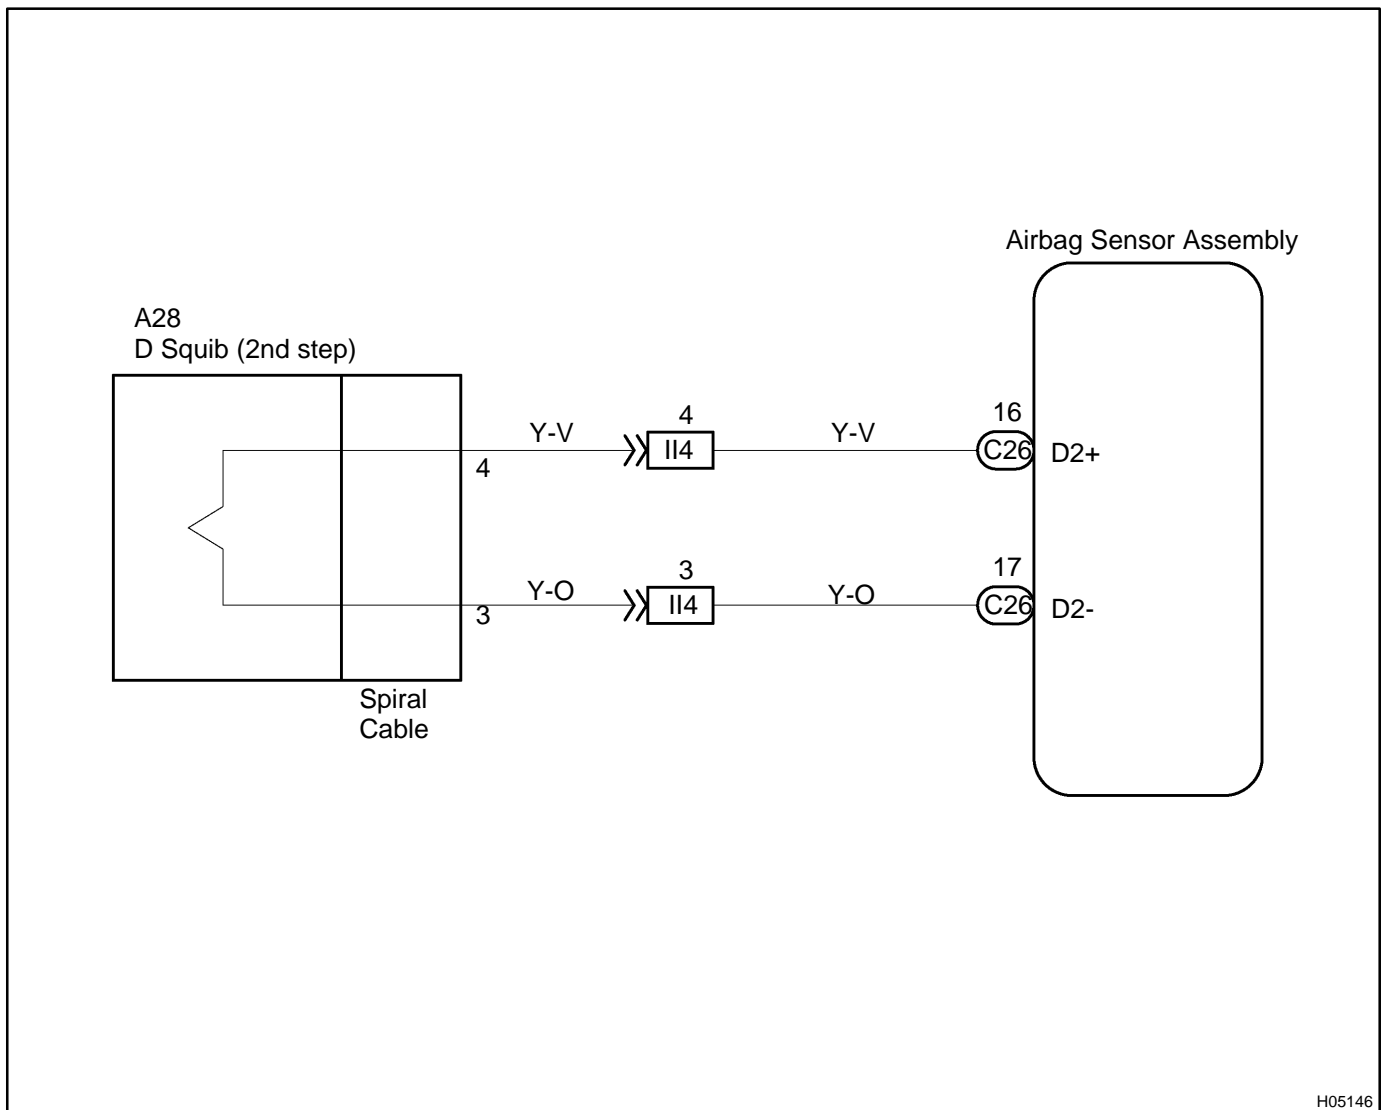 Airbag Sensor Assembly
A28
D Squib (2nd step)
Y-V
4
II4
Y-V
16
C26
D2+
4
Y-O
3
II4
Y-O
17
C26
D2-
3
Spiral
Cable
H05146